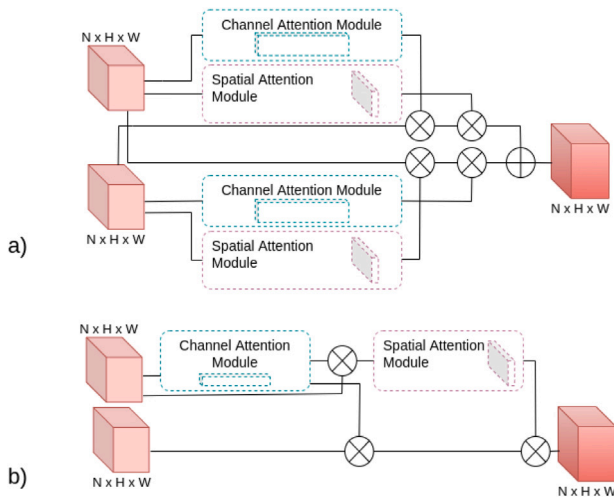 N x H x W
Channel Attention Module
Spatial Attention
Module
Channel Attention Module
N x H x W
N x H x W
a)
Spatial Attention
Module
N x H x W
Channel Attention
Module
Spatial Attention
Module
b)
N x H x W
N x H x W